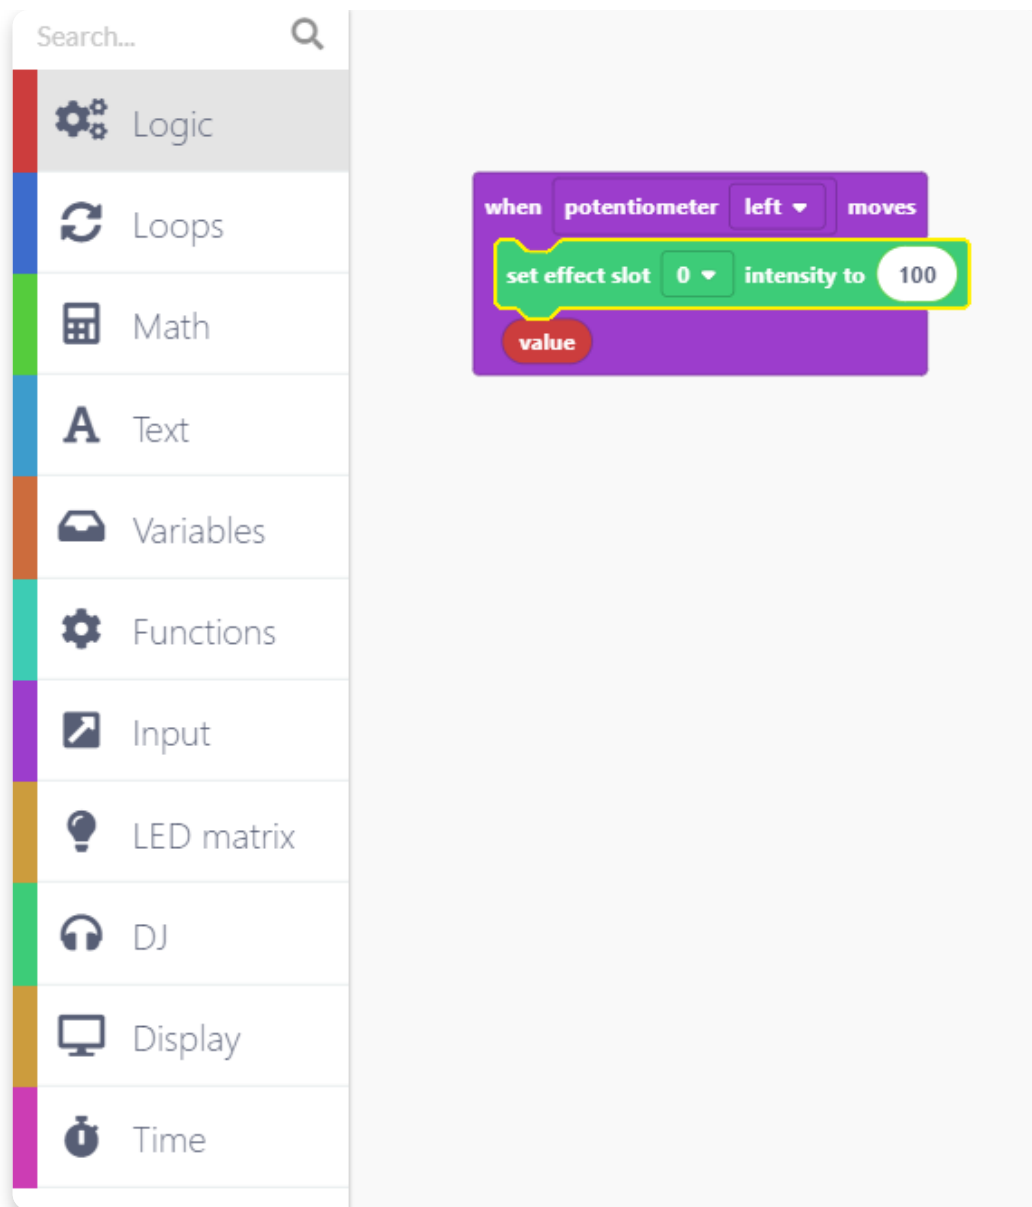 Search...
Logic
Loops
Math
Text
Variables
Functions
Input
LED matrix
DJ
Display
Time
when potentiometer left moves
set effect slot 0 intensity to 100
value